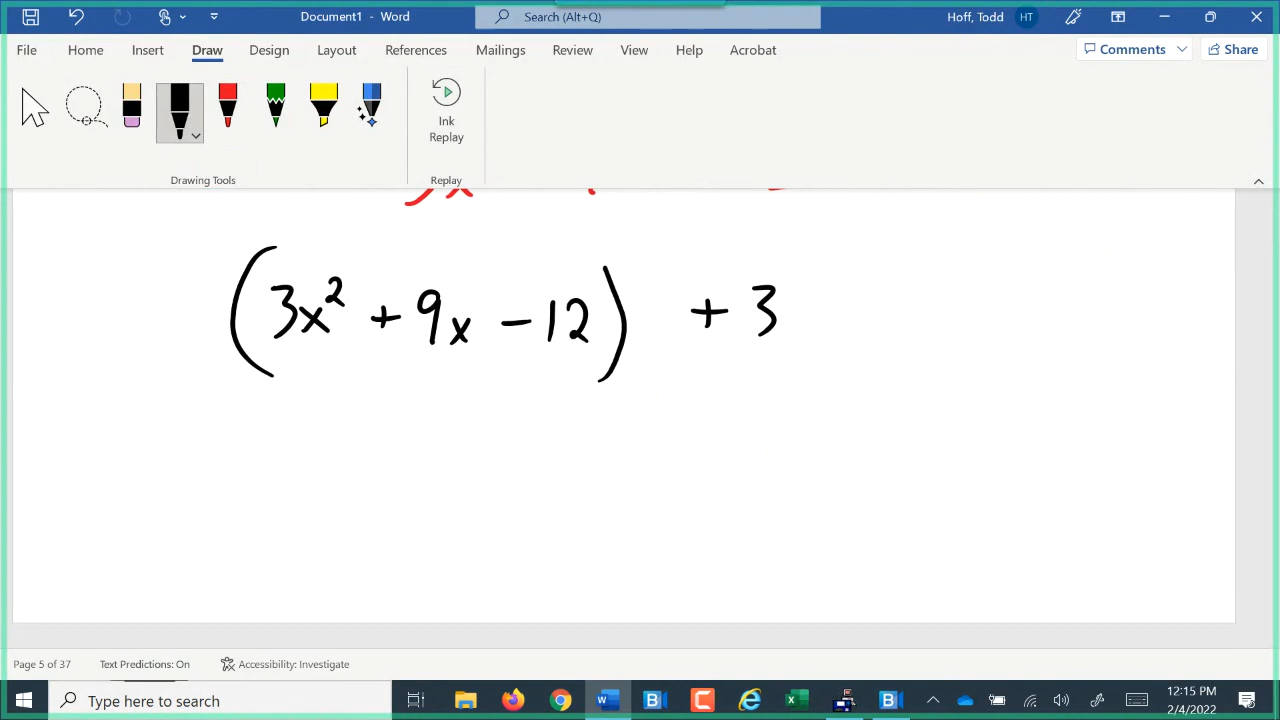 Document1 - Word
Search (Alt+Q)
Hoff, Todd
HT
File Home Insert Draw Design Layout References Mailings Review View Help Acrobat
Comments
Share
Ink Replay
Drawing Tools
Replay
(3x² + 9x - 12) + 3
Page 5 of 37
Text Predictions: On
Accessibility: Investigate
Type here to search
12:15 PM
2/4/2022